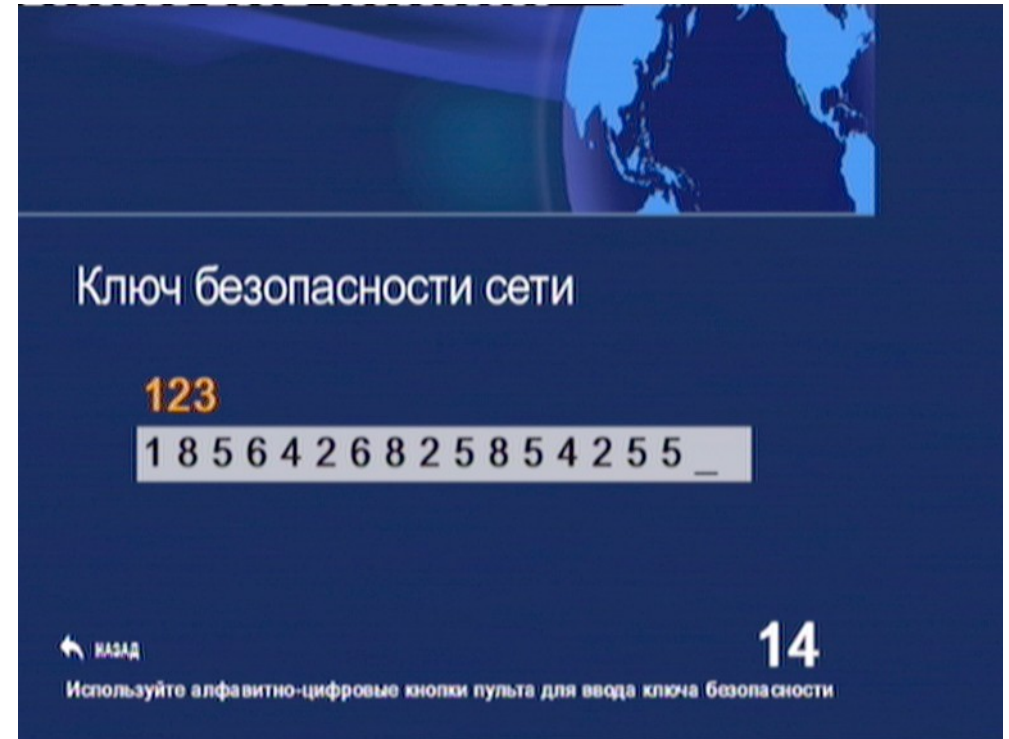 Ключ безопасности сети
123
1856426825854255_
14
НАЗАД
Используйте алфавитно-цифровые кнопки пульта для ввода ключа безопасности